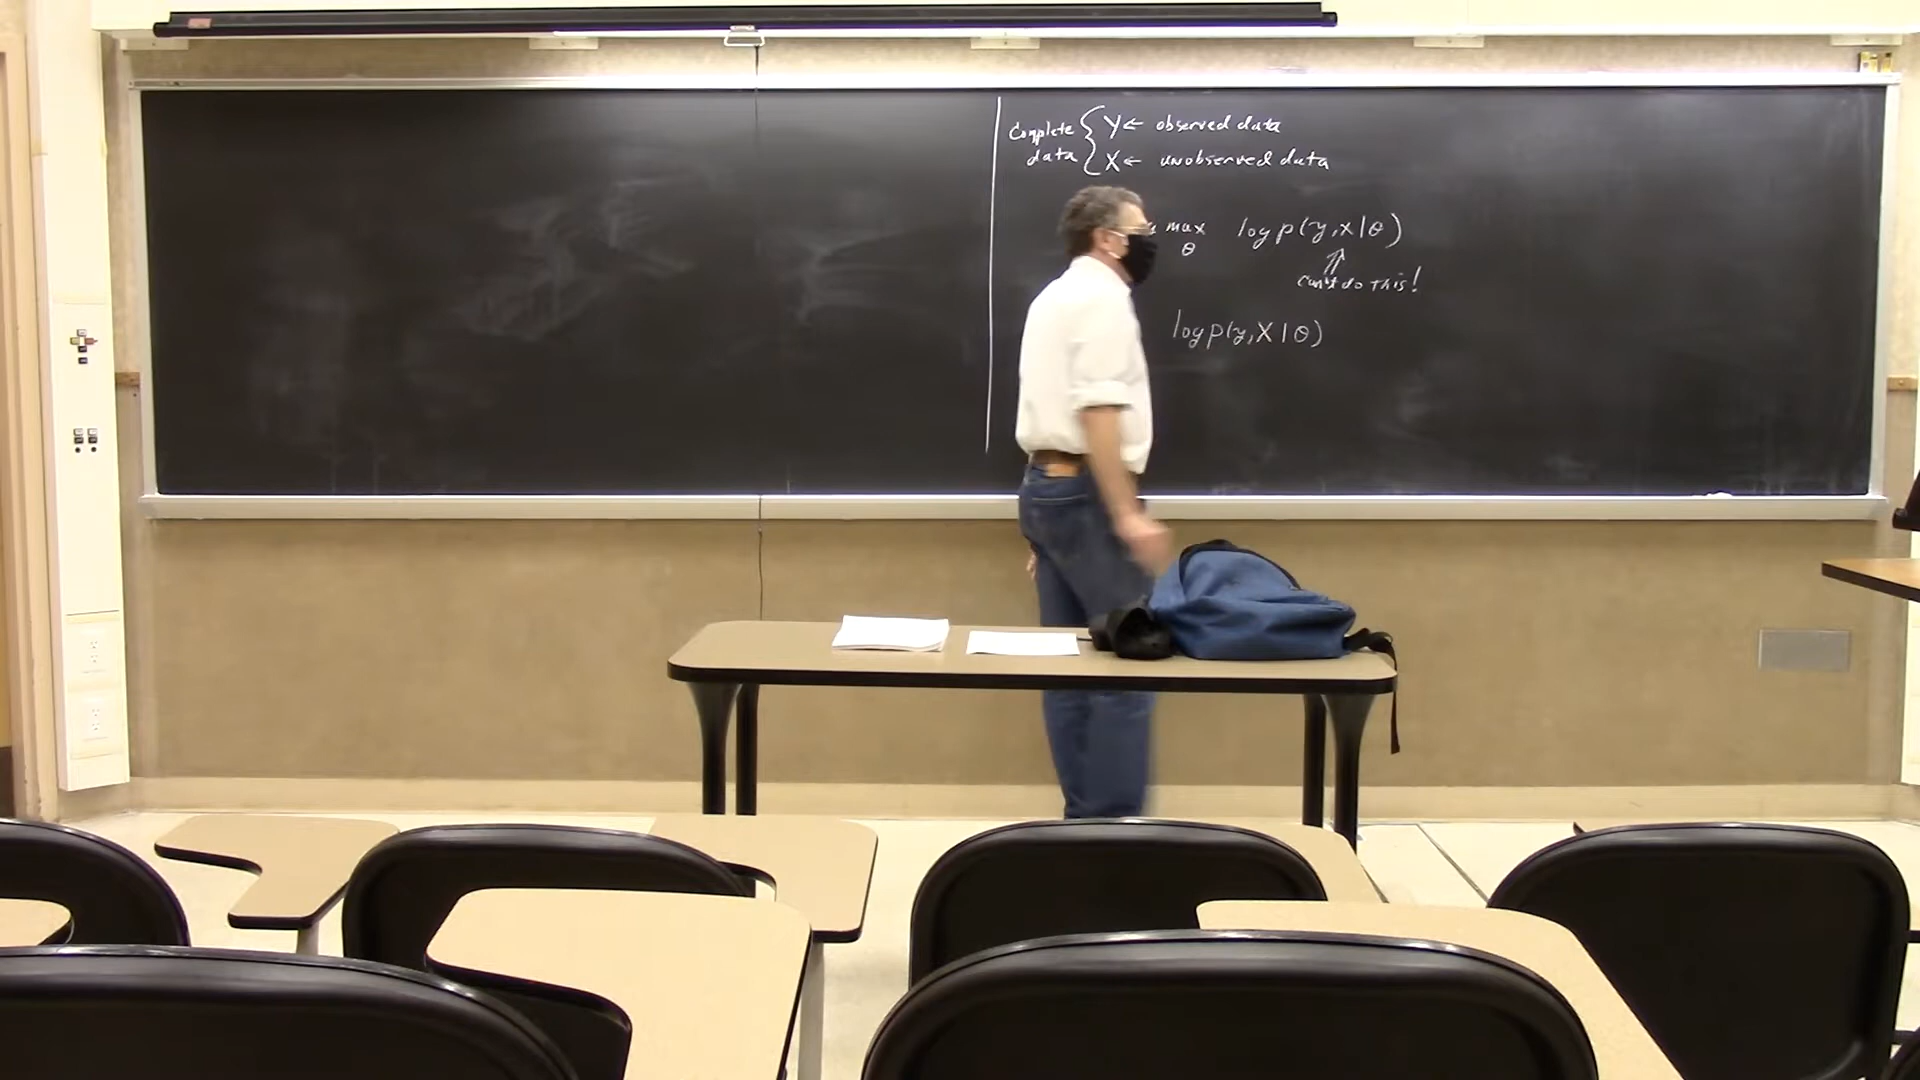 Complete { Y ← observed data
data { X ← unobserved data
max log p(y,x|θ)
θ
can't do this!
log p(y,X|θ)